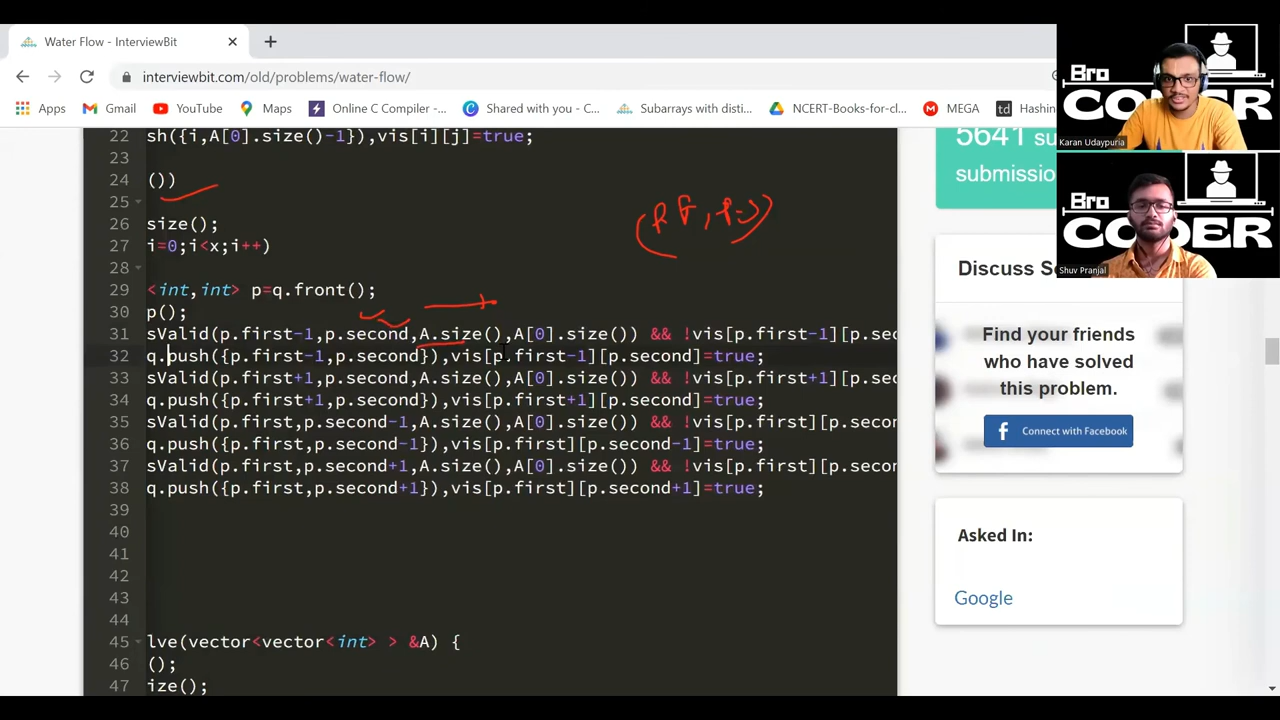 Water Flow - InterviewBit
interviewbit.com/old/problems/water-flow/
Apps Gmail YouTube Maps Online C Compiler -... Shared with you - C... Subarrays with disti... NCERT-Books-for-cl... MEGA Hashin
22 sh({i,A[0].size()-1}),vis[i][j]=true;
23
24 ())
25
26 size();
27 i=0;i<x;i++)
28
29 <int,int> p=q.front();
30 p();
31 sValid(p.first-1,p.second,A.size(),A[0].size()) && !vis[p.first-1][p.sec
32 q.push({p.first-1,p.second}),vis[p.first-1][p.second]=true;
33 sValid(p.first+1,p.second,A.size(),A[0].size()) && !vis[p.first+1][p.sec
34 q.push({p.first+1,p.second}),vis[p.first+1][p.second]=true;
35 sValid(p.first,p.second-1,A.size(),A[0].size()) && !vis[p.first][p.secon
36 q.push({p.first,p.second-1}),vis[p.first][p.second-1]=true;
37 sValid(p.first,p.second+1,A.size(),A[0].size()) && !vis[p.first][p.secon
38 q.push({p.first,p.second+1}),vis[p.first][p.second+1]=true;
39
40
41
42
43
44
45 lve(vector<vector<int> > &A) {
46 ();
47 ize();
5641 su
submission
Discuss So
Find your friends
who have solved
this problem.
Connect with Facebook
Asked In:
Google
Bro
CODER
Karan Udaypuria
Bro
CODER
Shuv Pranjal